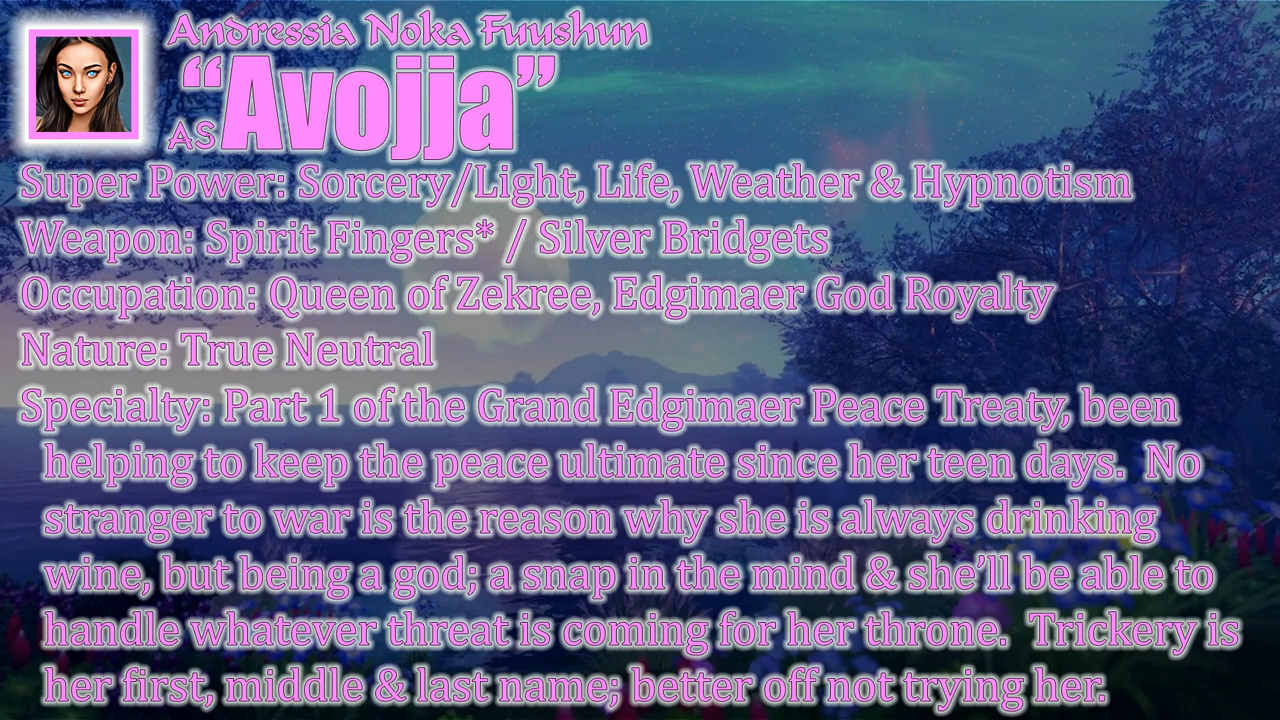 Andressia Noka Fuushun
as “Avojja”
Super Power: Sorcery/Light, Life, Weather & Hypnotism
Weapon: Spirit Fingers* / Silver Bridgets
Occupation: Queen of Zekree, Edgimaer God Royalty
Nature: True Neutral
Specialty: Part 1 of the Grand Edgimaer Peace Treaty, been
helping to keep the peace ultimate since her teen days.  No
stranger to war is the reason why she is always drinking
wine, but being a god; a snap in the mind & she’ll be able to
handle whatever threat is coming for her throne.  Trickery is
her first, middle & last name; better off not trying her.